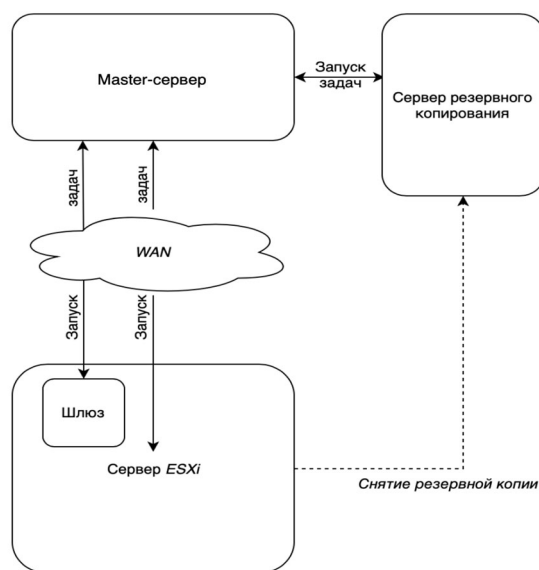 Master-сервер
Запуск
задач
Сервер резервного
копирования
задач
задач
WAN
Запуск
Запуск
Шлюз
Сервер ESXi
Снятие резервной копии